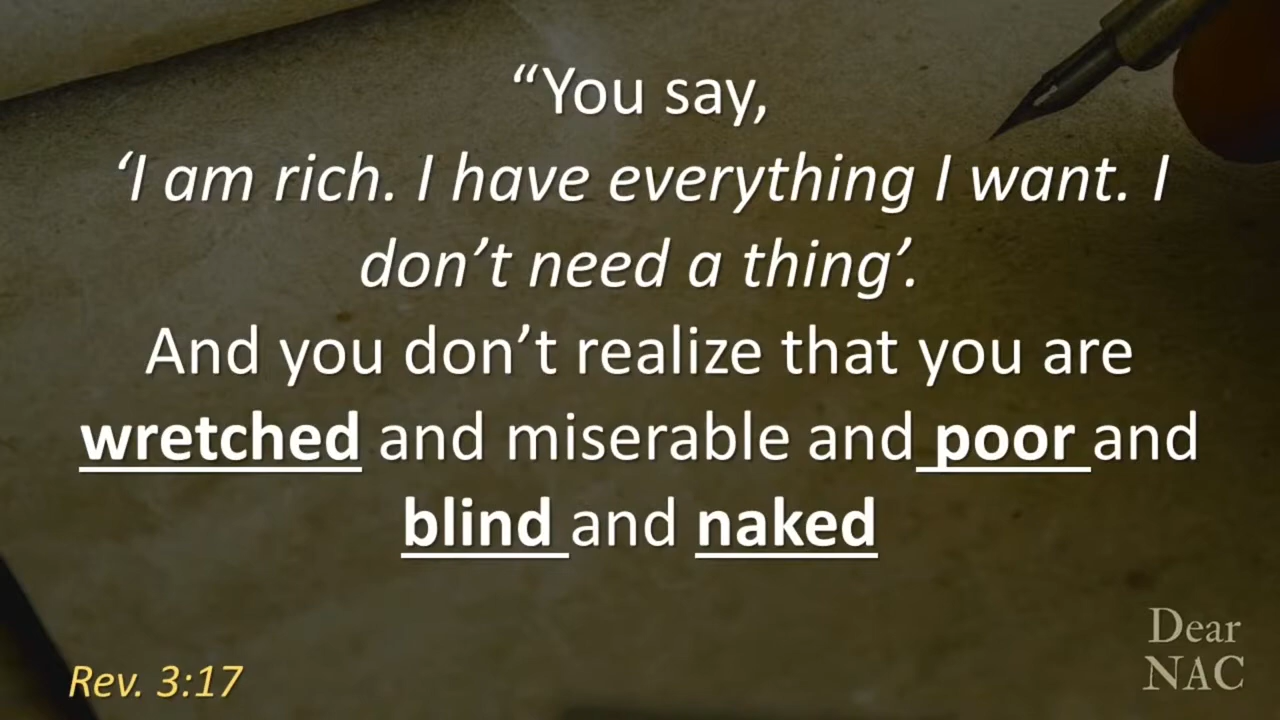 “You say,
‘I am rich. I have everything I want. I
don’t need a thing’.
And you don’t realize that you are
wretched and miserable and poor and
blind and naked
Rev. 3:17
Dear
NAC